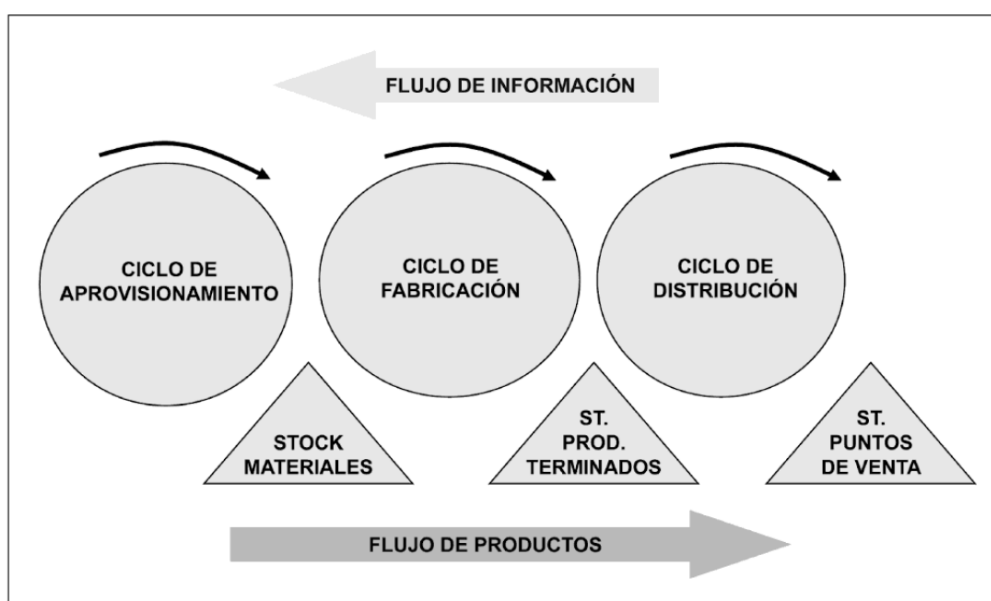 FLUJO DE INFORMACIÓN
CICLO DE
APROVISIONAMIENTO
CICLO DE
FABRICACIÓN
CICLO DE
DISTRIBUCIÓN
STOCK
MATERIALES
ST.
PROD.
TERMINADOS
ST.
PUNTOS
DE VENTA
FLUJO DE PRODUCTOS